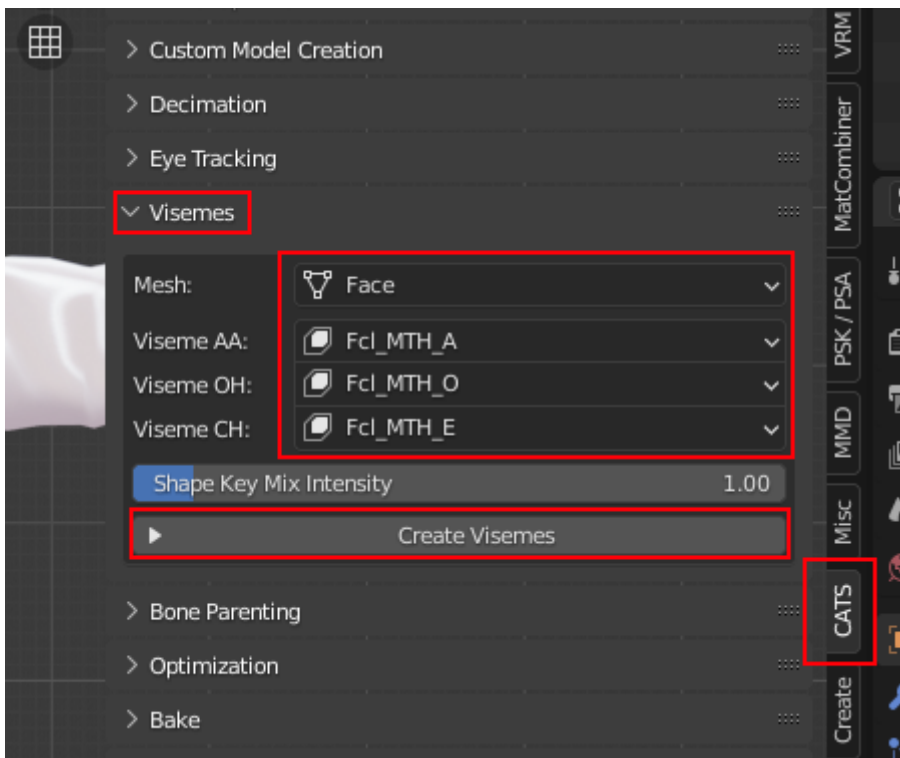 Custom Model Creation
Decimation
Eye Tracking
Visemes
Mesh: Face
Viseme AA: Fcl_MTH_A
Viseme OH: Fcl_MTH_O
Viseme CH: Fcl_MTH_E
Shape Key Mix Intensity 1.00
Create Visemes
Bone Parenting
Optimization
Bake
VRM
MatCombiner
PSK / PSA
MMD
Misc
CATS
Create